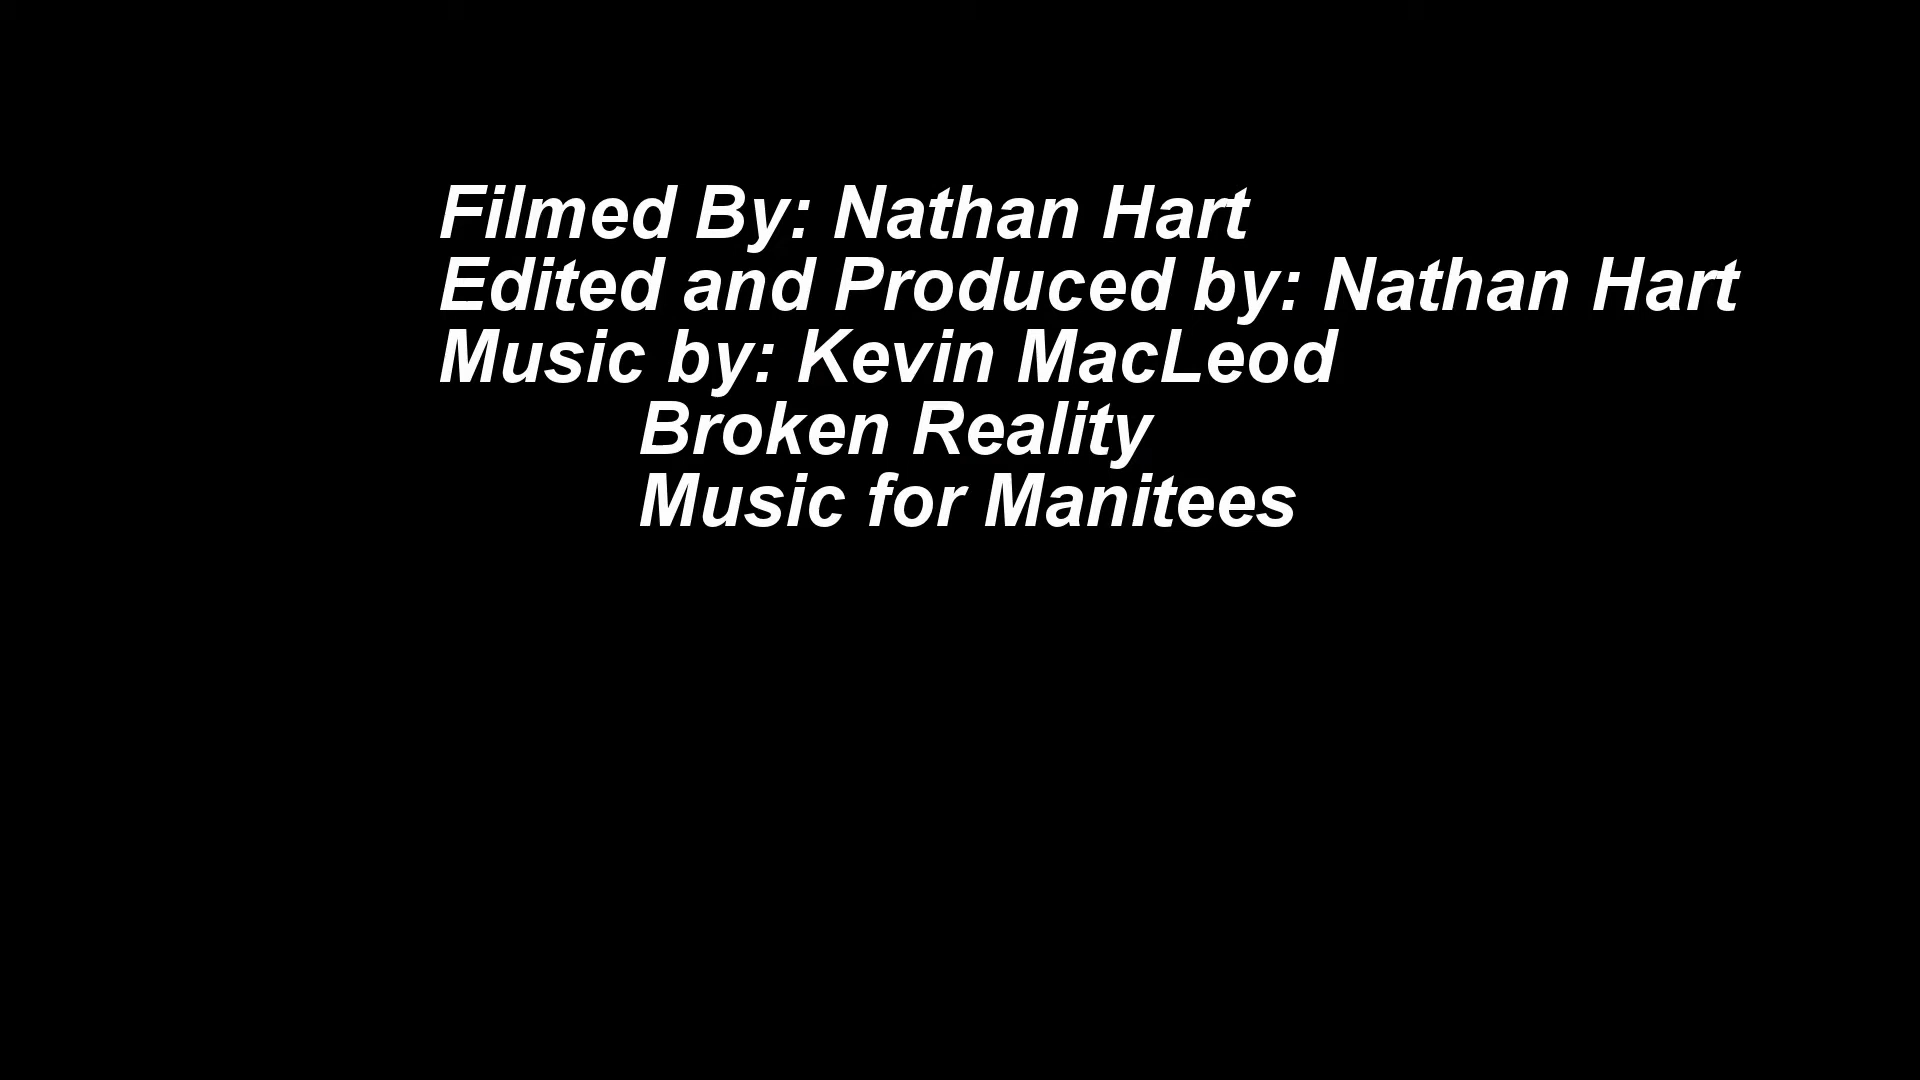 Filmed By: Nathan Hart
Edited and Produced by: Nathan Hart
Music by: Kevin MacLeod
Broken Reality
Music for Manitees